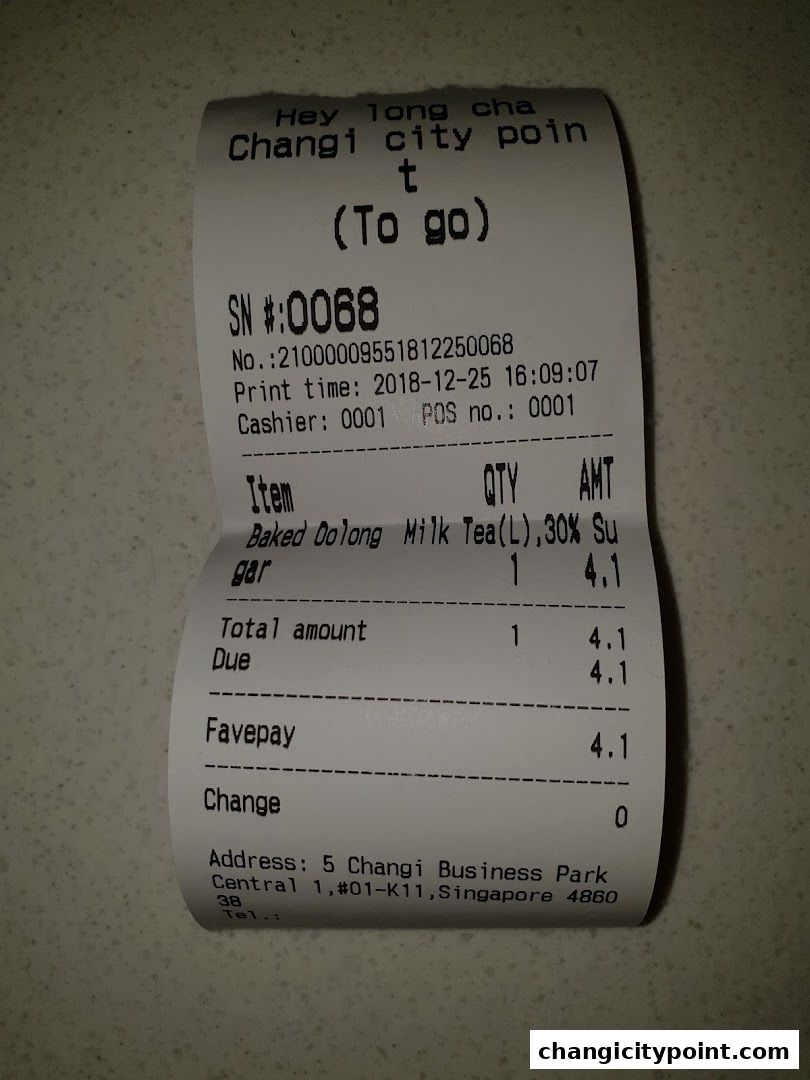 Hey long cha
Changi city poin
t
(To go)
SN #:0068
No.:21000009551812250068
Print time: 2018-12-25 16:09:07
Cashier: 0001 POS no.: 0001
Item QTY AMT
Baked Oolong Milk Tea(L),30% Su
gar 1 4.1
Total amount 1 4.1
Due 4.1
Favepay 4.1
Change 0
Address: 5 Changi Business Park
Central 1,#01-K11,Singapore 4860
38
Tel.:
changicitypoint.com